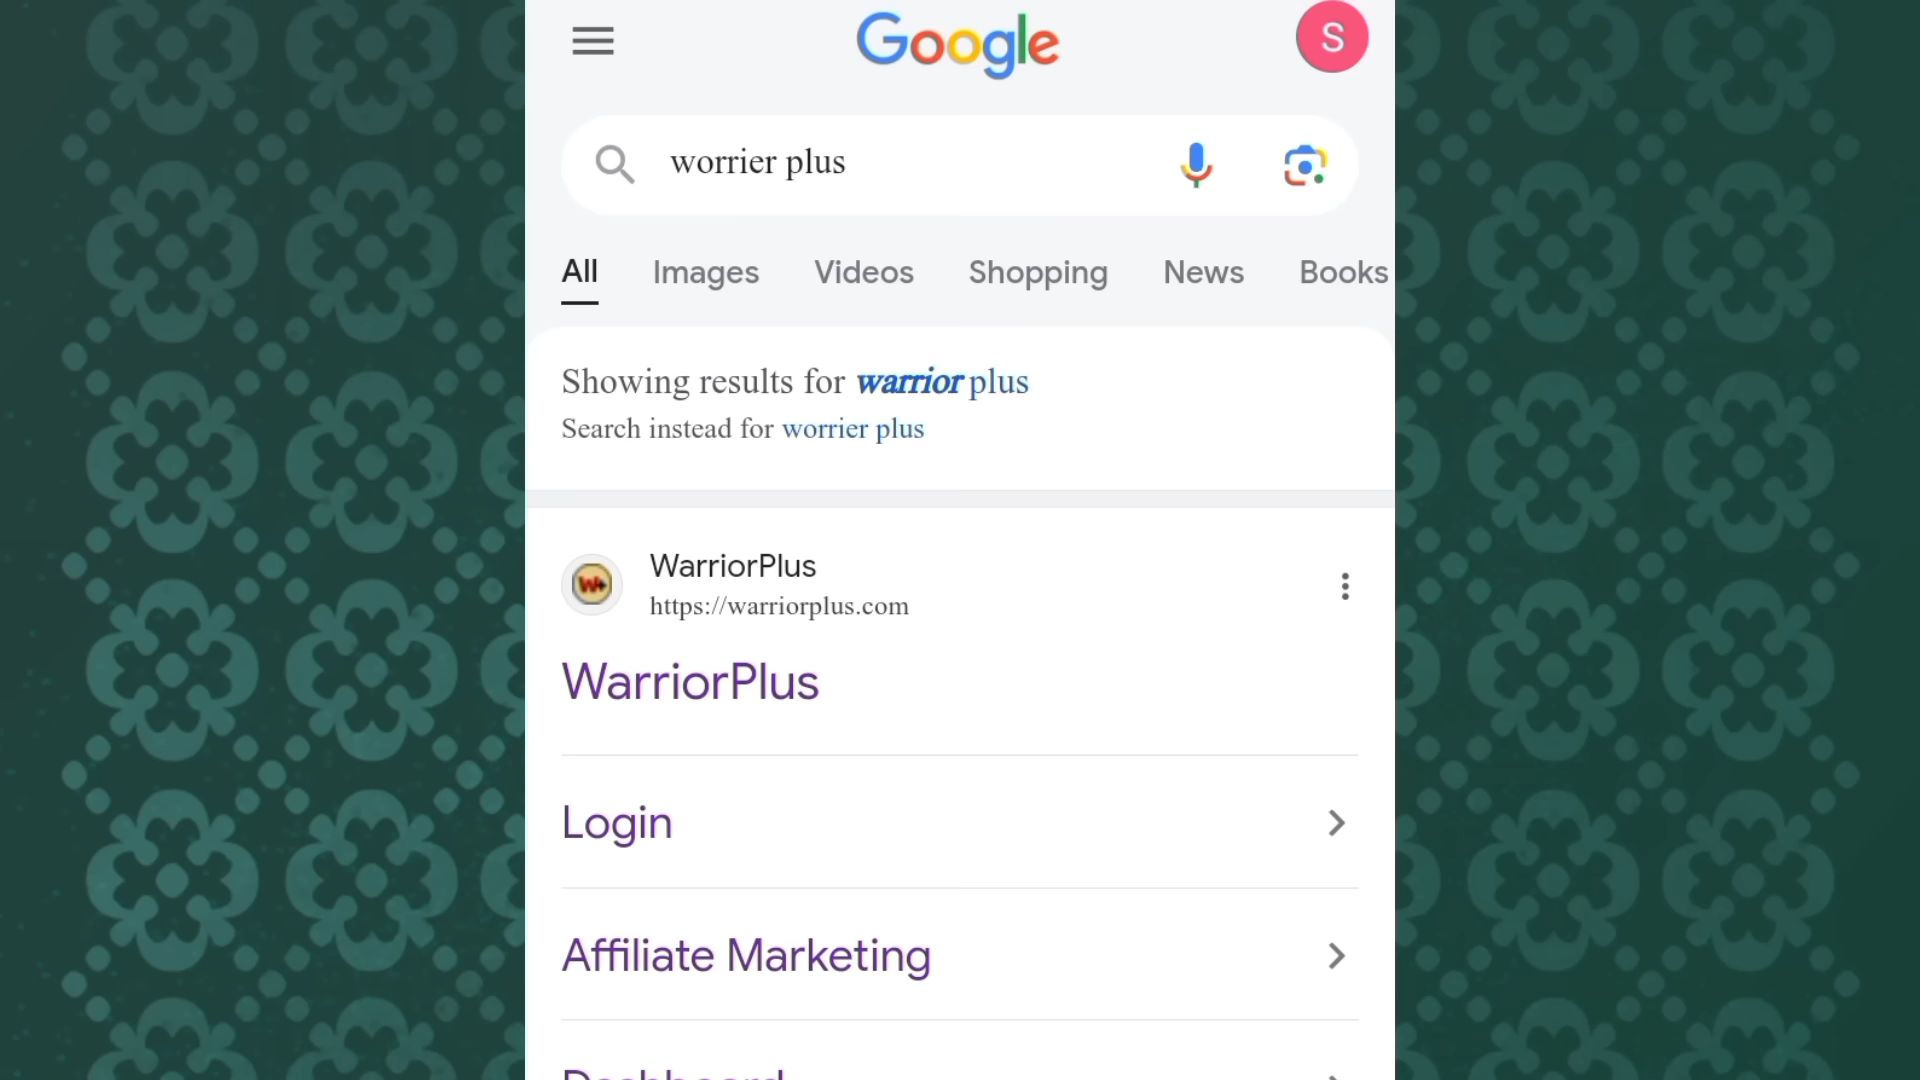 Google
S
worrier plus
All Images Videos Shopping News Books
Showing results for warrior plus
Search instead for worrier plus
W+
WarriorPlus
https://warriorplus.com
WarriorPlus
Login
Affiliate Marketing
Dashboard